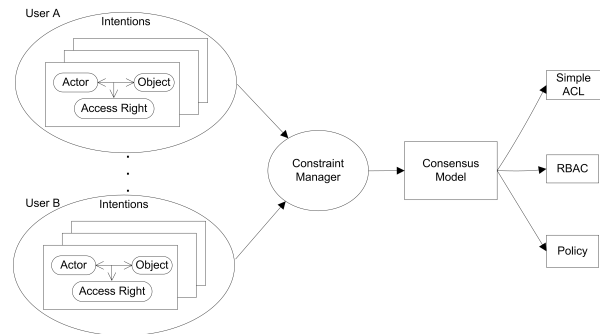 User A
Intentions
Actor
Object
Access Right
User B
Intentions
Actor
Object
Access Right
Constraint
Manager
Consensus
Model
Simple
ACL
RBAC
Policy